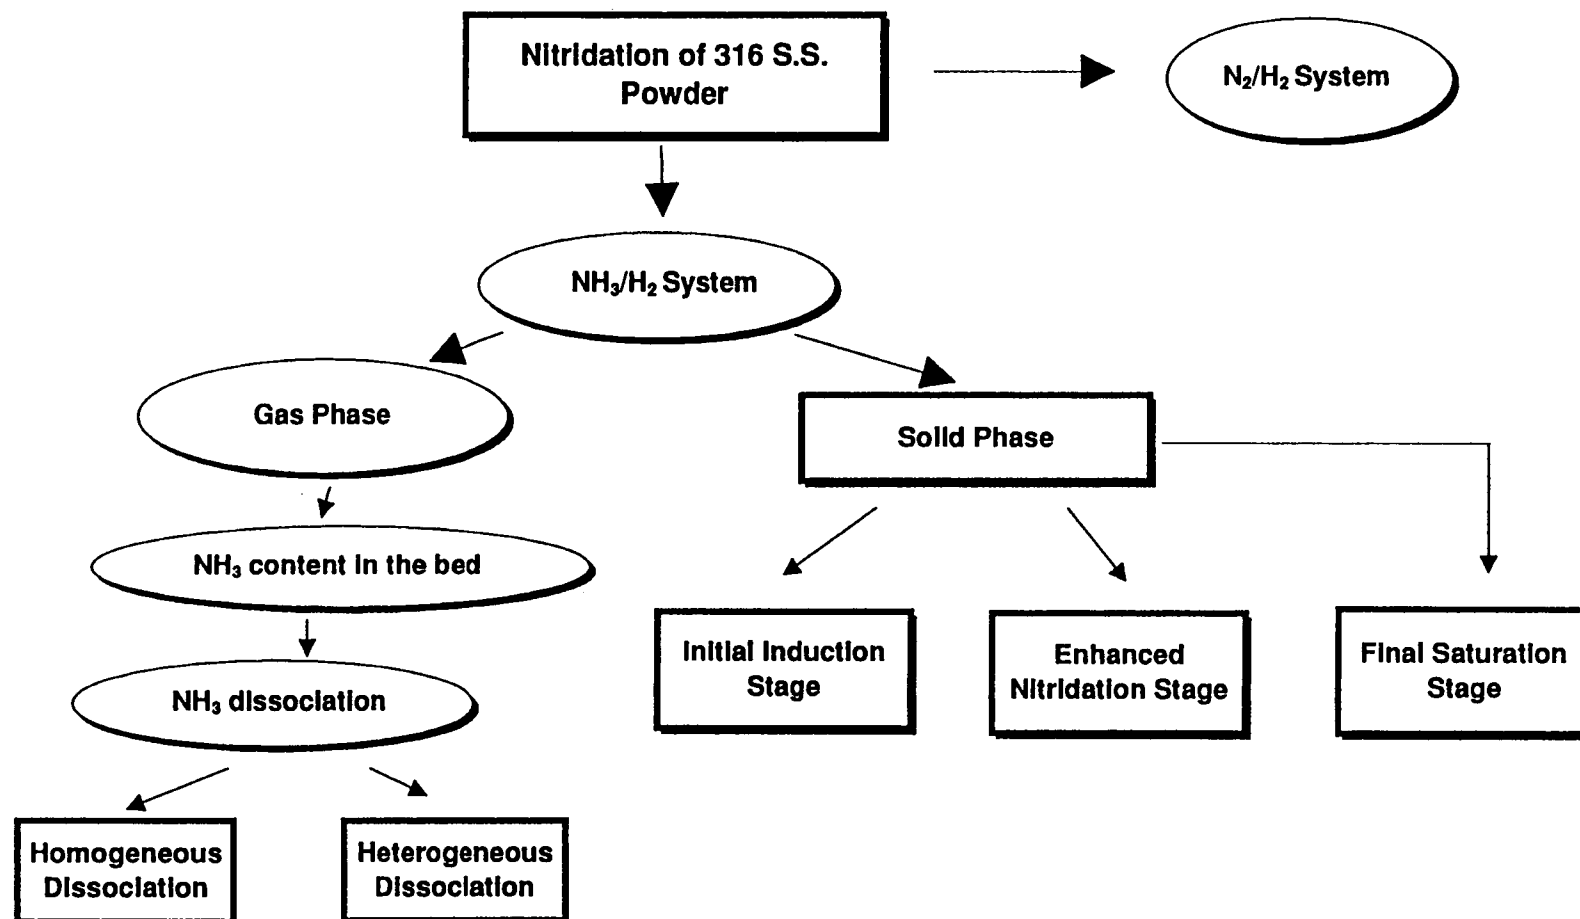 Nitridation of 316 S.S.
Powder
N₂/H₂ System
NH₃/H₂ System
Gas Phase
Solid Phase
NH₃ content in the bed
Initial Induction
Stage
Enhanced
Nitridation Stage
Final Saturation
Stage
NH₃ dissociation
Homogeneous
Dissociation
Heterogeneous
Dissociation